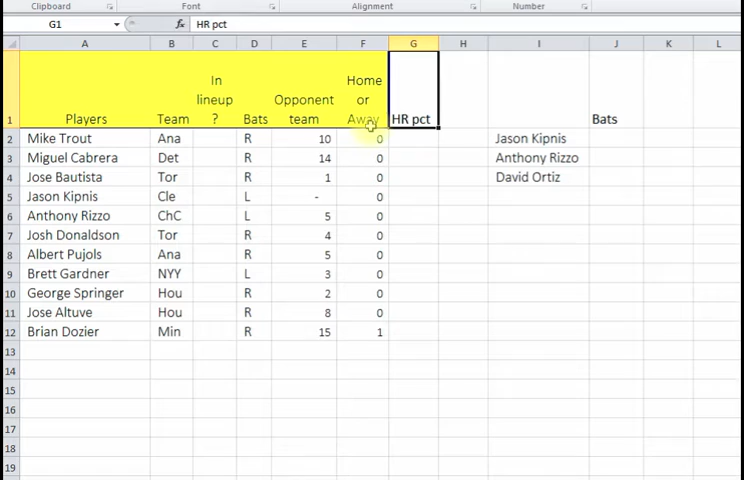 Clipboard Font Alignment Number
G1 fx HR pct
A B C D E F G H I J K L
In Home
lineup Opponent or
1 Players Team ? Bats team Away HR pct Bats
2 Mike Trout Ana R 10 0 Jason Kipnis
3 Miguel Cabrera Det R 14 0 Anthony Rizzo
4 Jose Bautista Tor R 1 0 David Ortiz
5 Jason Kipnis Cle L - 0
6 Anthony Rizzo ChC L 5 0
7 Josh Donaldson Tor R 4 0
8 Albert Pujols Ana R 5 0
9 Brett Gardner NYY L 3 0
10 George Springer Hou R 2 0
11 Jose Altuve Hou R 8 0
12 Brian Dozier Min R 15 1
13
14
15
16
17
18
19